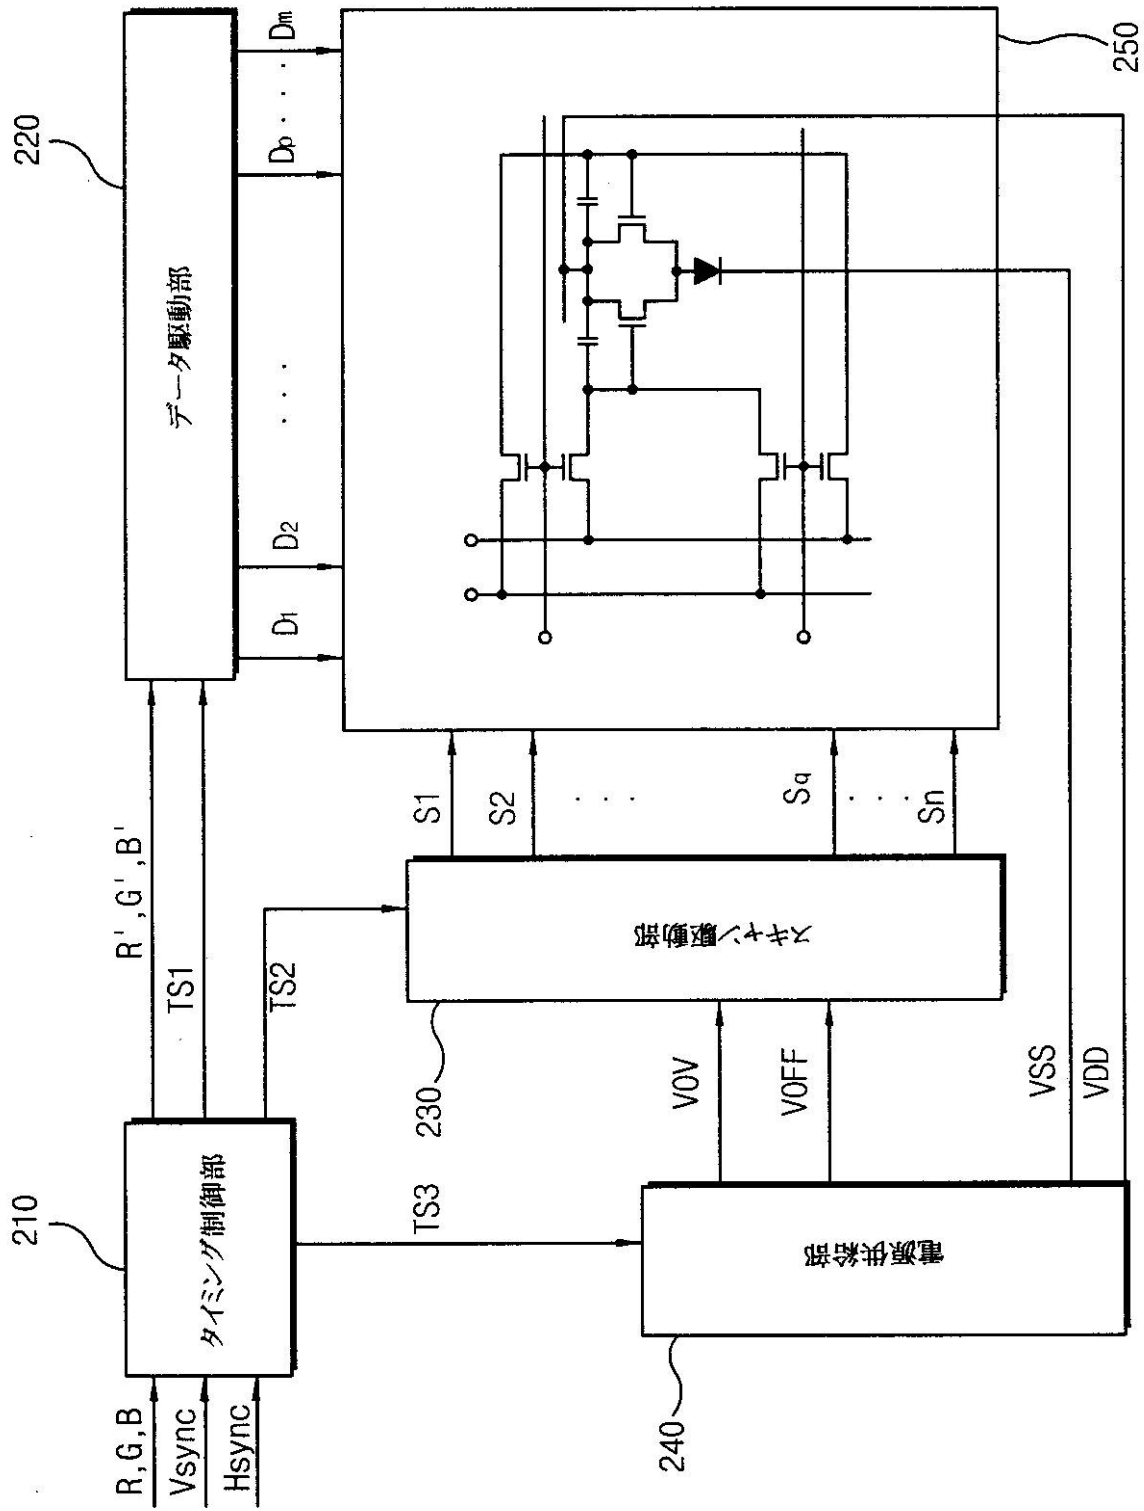 R,G,B
Vsync
Hsync
210
タイミング制御部
R',G',B'
TS1
TS2
TS3
220
データ駆動部
D1
D2
. . .
Dp
. . .
Dm
230
スキャン駆動部
S1
S2
. . .
Sq
. . .
Sn
240
電源供給部
VOV
VOFF
VSS
VDD
250